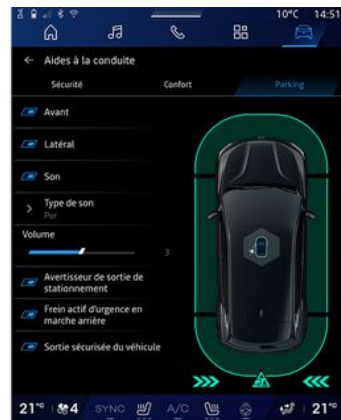 10°C 14:51
Aides à la conduite
Sécurité Confort Parking
Avant
Latéral
Son
Type de son
Pur
Volume
3
Avertisseur de sortie de
stationnement
Frein actif d'urgence en
marche arrière
Sortie sécurisée du véhicule
21°C 4 SYNC A/C 21°C